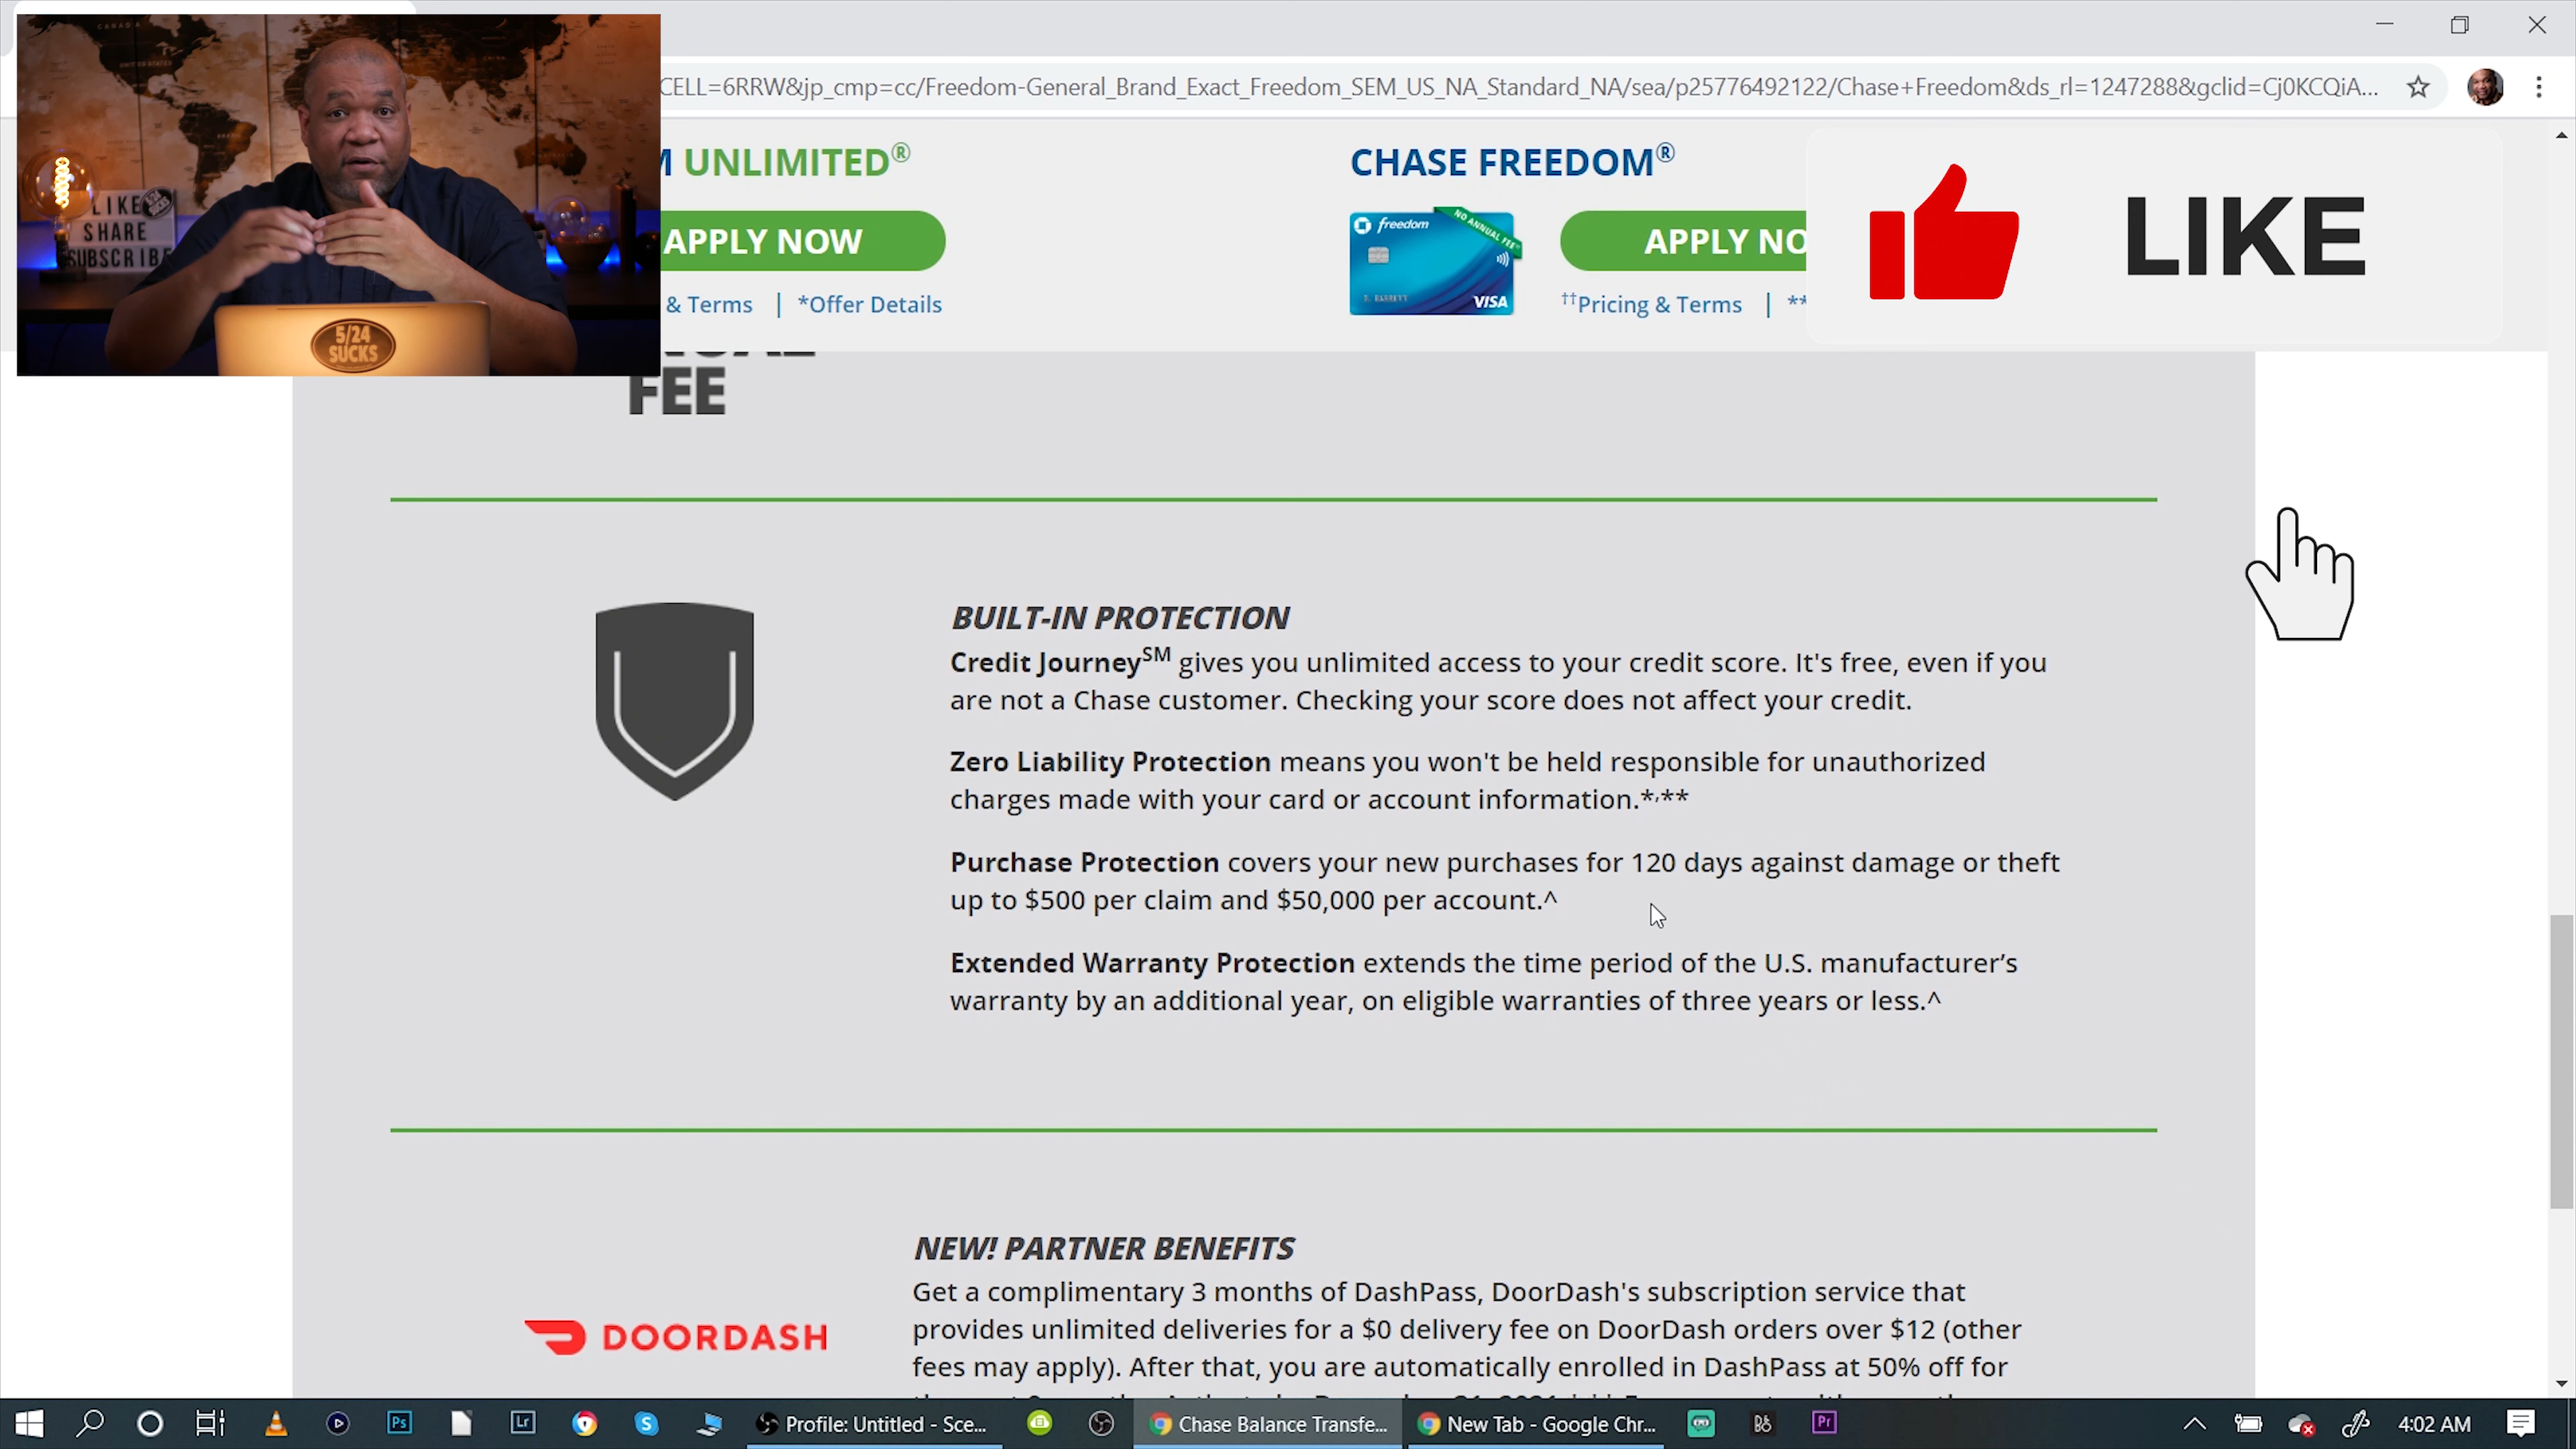 CELL=6RRW&jp_cmp=cc/Freedom-General_Brand_Exact_Freedom_SEM_US_NA_Standard_NA/sea/p25776492122/Chase+Freedom&ds_rl=1247288&gclid=Cj0KCQiA...
LIKE
SHARE
SUBSCRIBE
5/24
SUCKS
M UNLIMITED®
APPLY NOW
& Terms | *Offer Details
CHASE FREEDOM®
freedom
NO ANNUAL FEE
D. BARRETT
VISA
APPLY NO
††Pricing & Terms | **
LIKE
FEE
BUILT-IN PROTECTION
Credit Journey℠ gives you unlimited access to your credit score. It's free, even if you
are not a Chase customer. Checking your score does not affect your credit.
Zero Liability Protection means you won't be held responsible for unauthorized
charges made with your card or account information.*,**
Purchase Protection covers your new purchases for 120 days against damage or theft
up to $500 per claim and $50,000 per account.^
Extended Warranty Protection extends the time period of the U.S. manufacturer’s
warranty by an additional year, on eligible warranties of three years or less.^
NEW! PARTNER BENEFITS
DOORDASH
Get a complimentary 3 months of DashPass, DoorDash's subscription service that
provides unlimited deliveries for a $0 delivery fee on DoorDash orders over $12 (other
fees may apply). After that, you are automatically enrolled in DashPass at 50% off for
Ps
Lr
Profile: Untitled - Sce...
Chase Balance Transfe...
New Tab - Google Chr...
Pr
4:02 AM